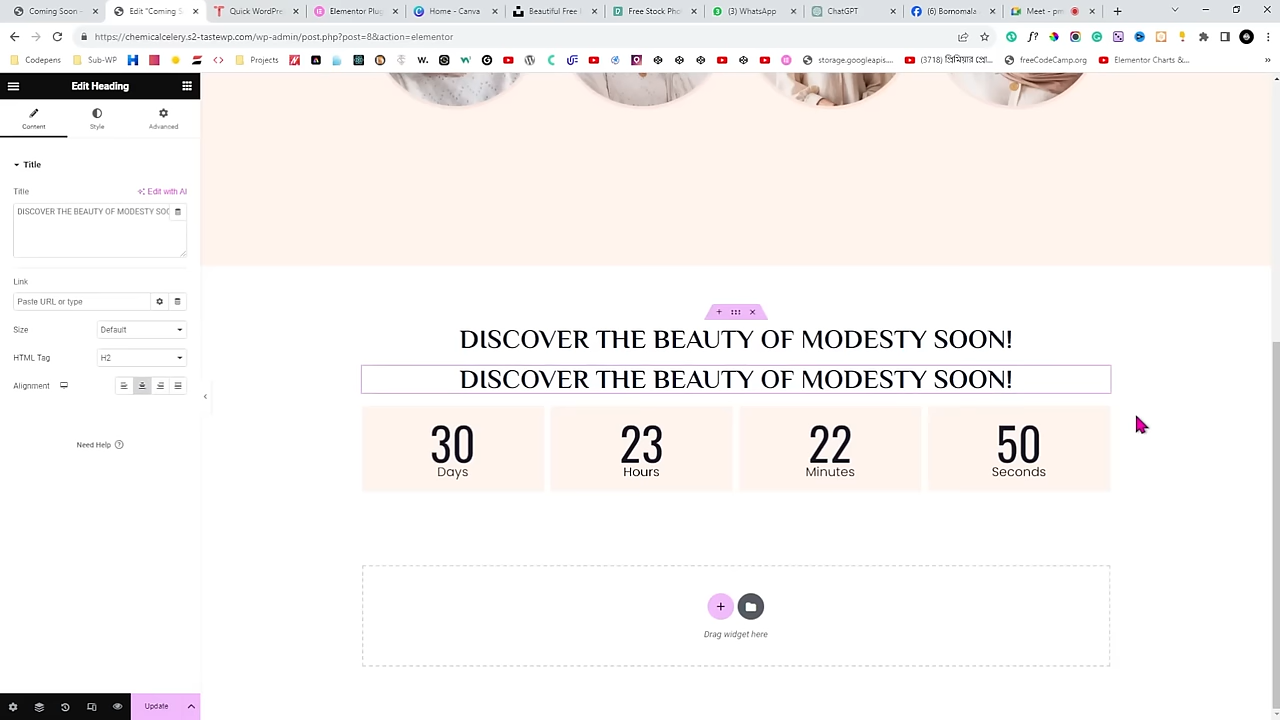 Coming Soon -
Edit "Coming S
Quick WordPre
Elementor Plug
Home - Canva
Beautiful Free I
Free Stock Pho
(3) WhatsApp
ChatGPT
(6) Bornomala
Meet - pm
https://chemicalcelery.s2-tastewp.com/wp-admin/post.php?post=8&action=elementor
Codepens
Sub-WP
Projects
storage.googleapis....
freeCodeCamp.org
Elementor Charts &...
Edit Heading
Content
Style
Advanced
Title
Title
Edit with AI
DISCOVER THE BEAUTY OF MODESTY SOO
Link
Paste URL or type
Size
Default
HTML Tag
H2
Alignment
Need Help
Update
DISCOVER THE BEAUTY OF MODESTY SOON!
DISCOVER THE BEAUTY OF MODESTY SOON!
30 23 22 50
Days Hours Minutes Seconds
Drag widget here